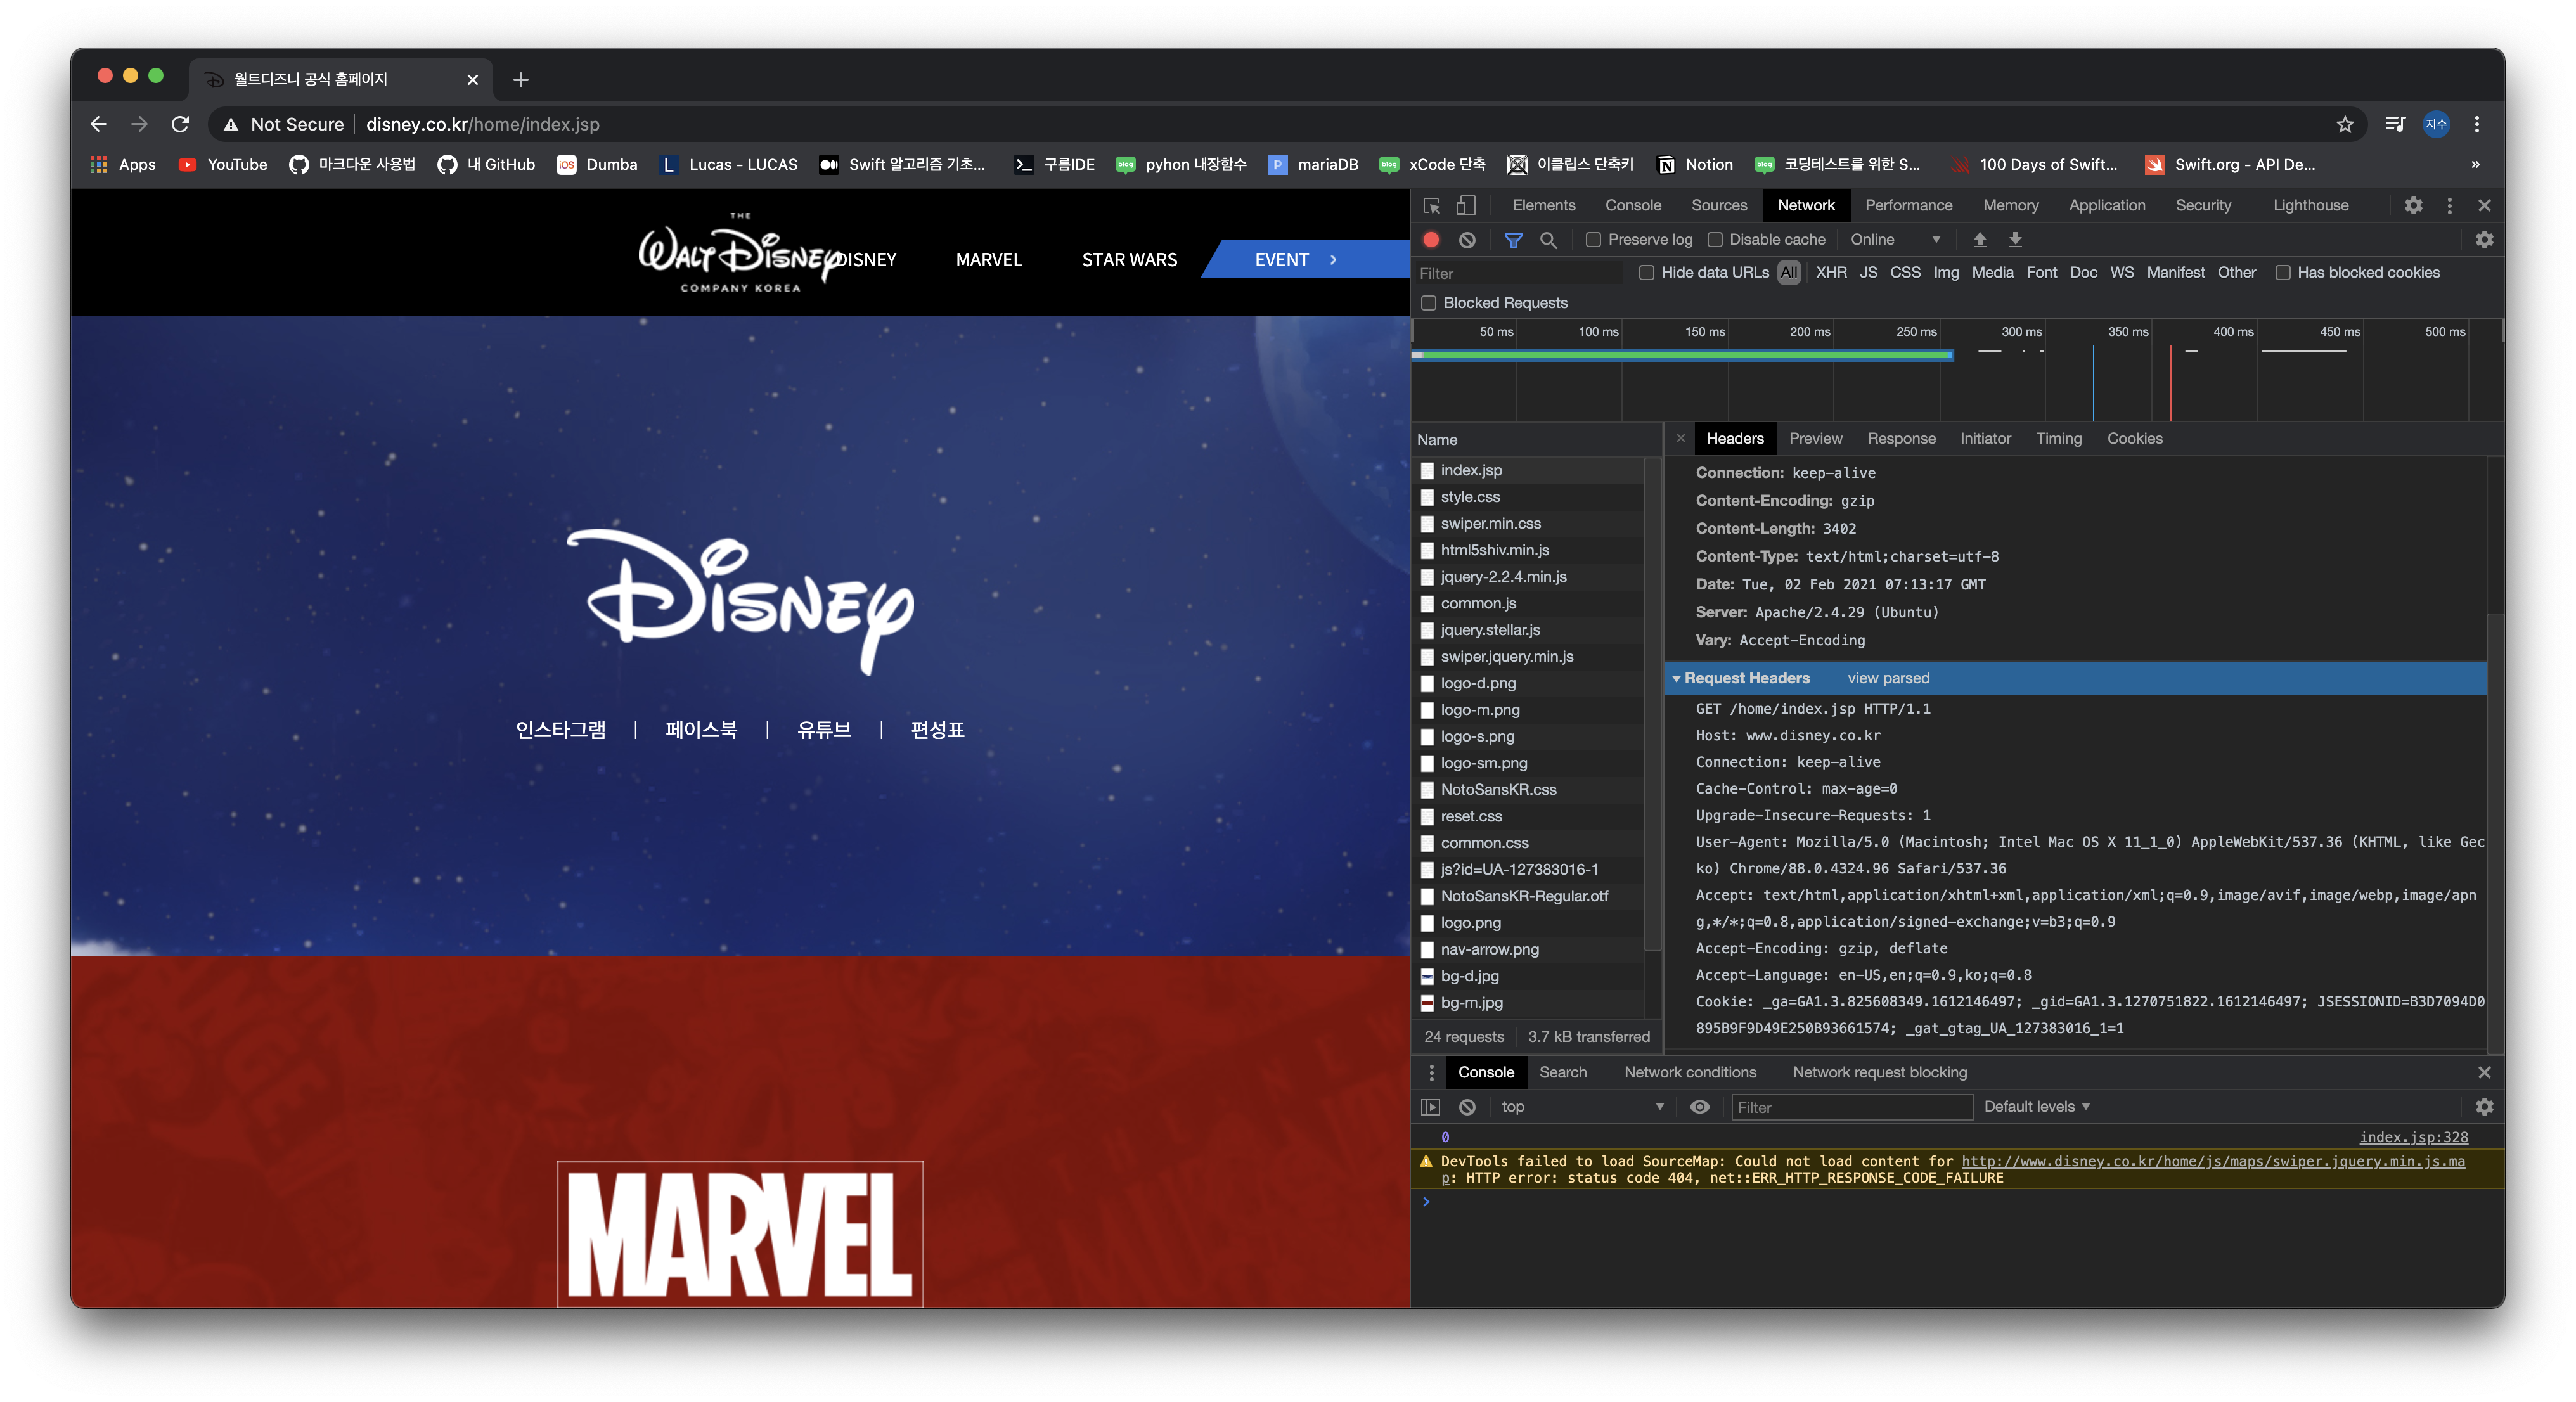 월트디즈니 공식 홈페이지
Not Secure disney.co.kr/home/index.jsp 지수
Apps YouTube 마크다운 사용법 내 GitHub iOS Dumba L Lucas - LUCAS Swift 알고리즘 기초... 구름IDE blog pyhon 내장함수 P mariaDB blog xCode 단축 이클립스 단축키 Notion blog 코딩테스트를 위한 S... 100 Days of Swift... Swift.org - API De... »
THE
WALT DISNEY
COMPANY KOREA
DISNEY MARVEL STAR WARS EVENT
Disney
인스타그램 | 페이스북 | 유튜브 | 편성표
MARVEL
Elements Console Sources Network Performance Memory Application Security Lighthouse
Preserve log Disable cache Online
Filter Hide data URLs All XHR JS CSS Img Media Font Doc WS Manifest Other Has blocked cookies
Blocked Requests
50 ms 100 ms 150 ms 200 ms 250 ms 300 ms 350 ms 400 ms 450 ms 500 ms
Name
index.jsp
style.css
swiper.min.css
html5shiv.min.js
jquery-2.2.4.min.js
common.js
jquery.stellar.js
swiper.jquery.min.js
logo-d.png
logo-m.png
logo-s.png
logo-sm.png
NotoSansKR.css
reset.css
common.css
js?id=UA-127383016-1
NotoSansKR-Regular.otf
logo.png
nav-arrow.png
bg-d.jpg
bg-m.jpg
24 requests 3.7 kB transferred
Headers Preview Response Initiator Timing Cookies
Connection: keep-alive
Content-Encoding: gzip
Content-Length: 3402
Content-Type: text/html;charset=utf-8
Date: Tue, 02 Feb 2021 07:13:17 GMT
Server: Apache/2.4.29 (Ubuntu)
Vary: Accept-Encoding
Request Headers view parsed
GET /home/index.jsp HTTP/1.1
Host: www.disney.co.kr
Connection: keep-alive
Cache-Control: max-age=0
Upgrade-Insecure-Requests: 1
User-Agent: Mozilla/5.0 (Macintosh; Intel Mac OS X 11_1_0) AppleWebKit/537.36 (KHTML, like Gec
ko) Chrome/88.0.4324.96 Safari/537.36
Accept: text/html,application/xhtml+xml,application/xml;q=0.9,image/avif,image/webp,image/apn
g,*/*;q=0.8,application/signed-exchange;v=b3;q=0.9
Accept-Encoding: gzip, deflate
Accept-Language: en-US,en;q=0.9,ko;q=0.8
Cookie: _ga=GA1.3.825608349.1612146497; _gid=GA1.3.1270751822.1612146497; JSESSIONID=B3D7094D0
895B9F9D49E250B93661574; _gat_gtag_UA_127383016_1=1
Console Search Network conditions Network request blocking
top Filter Default levels
0 index.jsp:328
DevTools failed to load SourceMap: Could not load content for http://www.disney.co.kr/home/js/maps/swiper.jquery.min.js.ma
p: HTTP error: status code 404, net::ERR_HTTP_RESPONSE_CODE_FAILURE